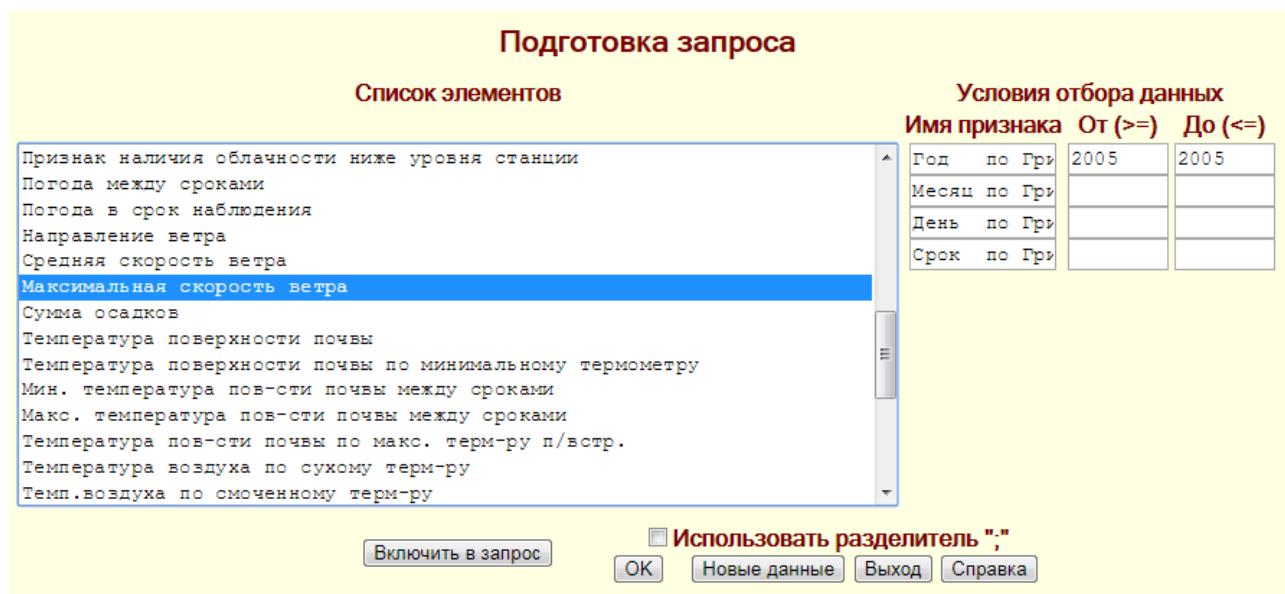 Подготовка запроса
Список элементов
Условия отбора данных
Имя признака От (>=) До (<=)
Признак наличия облачности ниже уровня станции
Погода между сроками
Погода в срок наблюдения
Направление ветра
Средняя скорость ветра
Максимальная скорость ветра
Сумма осадков
Температура поверхности почвы
Температура поверхности почвы по минимальному термометру
Мин. температура пов-сти почвы между сроками
Макс. температура пов-сти почвы между сроками
Температура пов-сти почвы по макс. терм-ру п/встр.
Температура воздуха по сухому терм-ру
Темп.воздуха по смоченному терм-ру
Год по Гри 2005 2005
Месяц по Гри
День по Гри
Срок по Гри
Включить в запрос
Использовать разделитель ";"
OK Новые данные Выход Справка